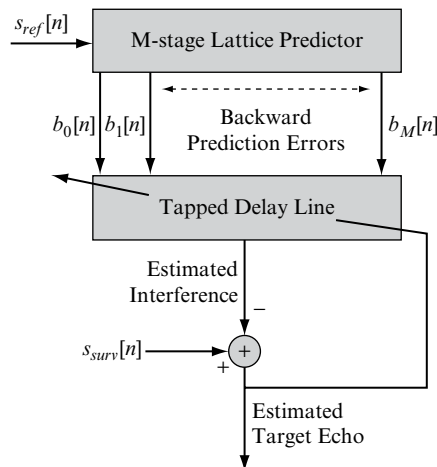 s_ref[n]
M-stage Lattice Predictor
b_0[n] b_1[n]
Backward
Prediction Errors
b_M[n]
Tapped Delay Line
Estimated
Interference
−
s_surv[n]
+
+
Estimated
Target Echo